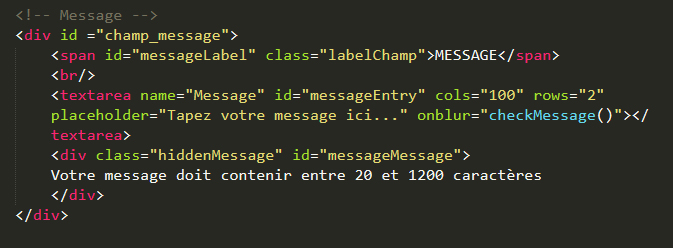 <!-- Message -->
<div id ="champ_message">
<span id="messageLabel" class="labelChamp">MESSAGE</span>
<br/>
<textarea name="Message" id="messageEntry" cols="100" rows="2"
placeholder="Tapez votre message ici..." onblur="checkMessage()"></
textarea>
<div class="hiddenMessage" id="messageMessage">
Votre message doit contenir entre 20 et 1200 caractères
</div>
</div>